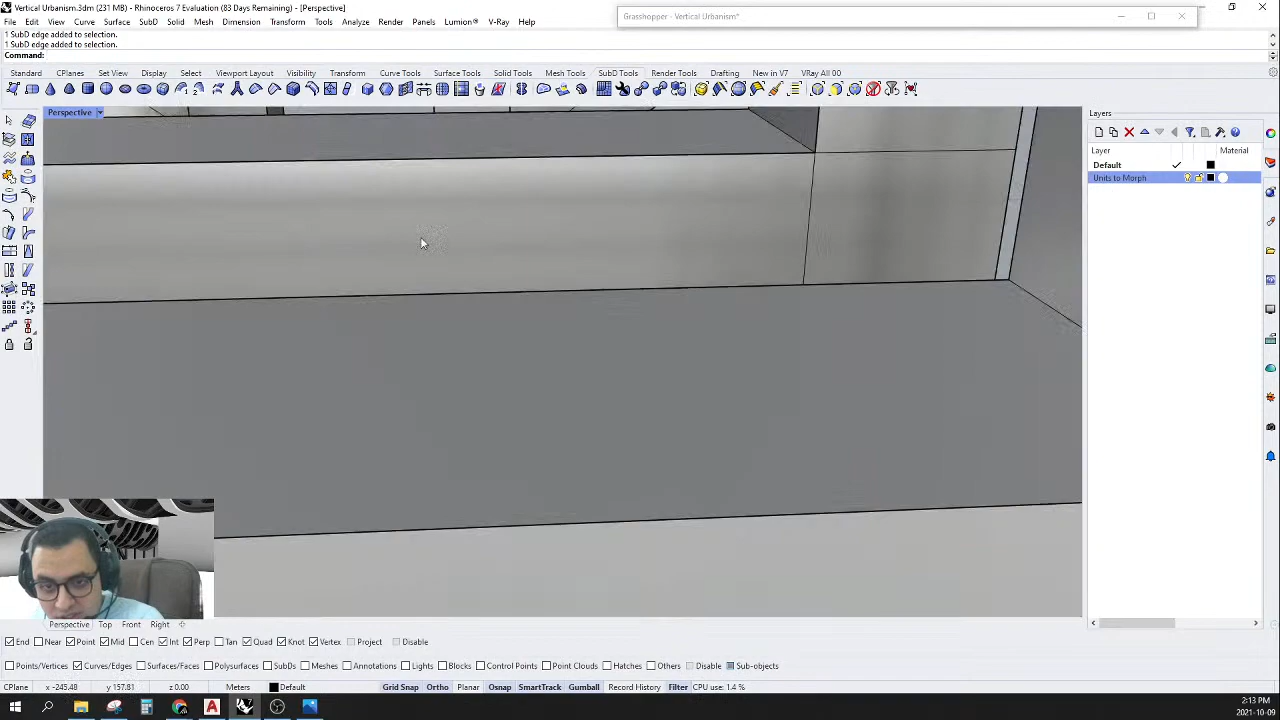 Vertical Urbanism.3dm (231 MB) - Rhinoceros 7 Evaluation (83 Days Remaining) - [Perspective]
Grasshopper - Vertical Urbanism*
File Edit View Curve Surface SubD Solid Mesh Dimension Transform Tools Analyze Render Panels Lumion® V-Ray Help
1 SubD edge added to selection.
1 SubD edge added to selection.
Command:
Standard CPlanes Set View Display Select Viewport Layout Visibility Transform Curve Tools Surface Tools Solid Tools Mesh Tools SubD Tools Render Tools Drafting New in V7 VRay All 00
Perspective
Layers
Layer Material
Default
Units to Morph
Perspective Top Front Right
End Near Point Mid Cen Int Perp Tan Quad Knot Vertex Project Disable
Points/Vertices Curves/Edges Surfaces/Faces Polysurfaces SubDs Meshes Annotations Lights Blocks Control Points Point Clouds Hatches Others Disable Sub-objects
CPlane x -245.48 y 157.81 z 0.00 Meters Default Grid Snap Ortho Planar Osnap SmartTrack Gumball Record History Filter CPU use: 1.4 %
2:13 PM
2021-10-09